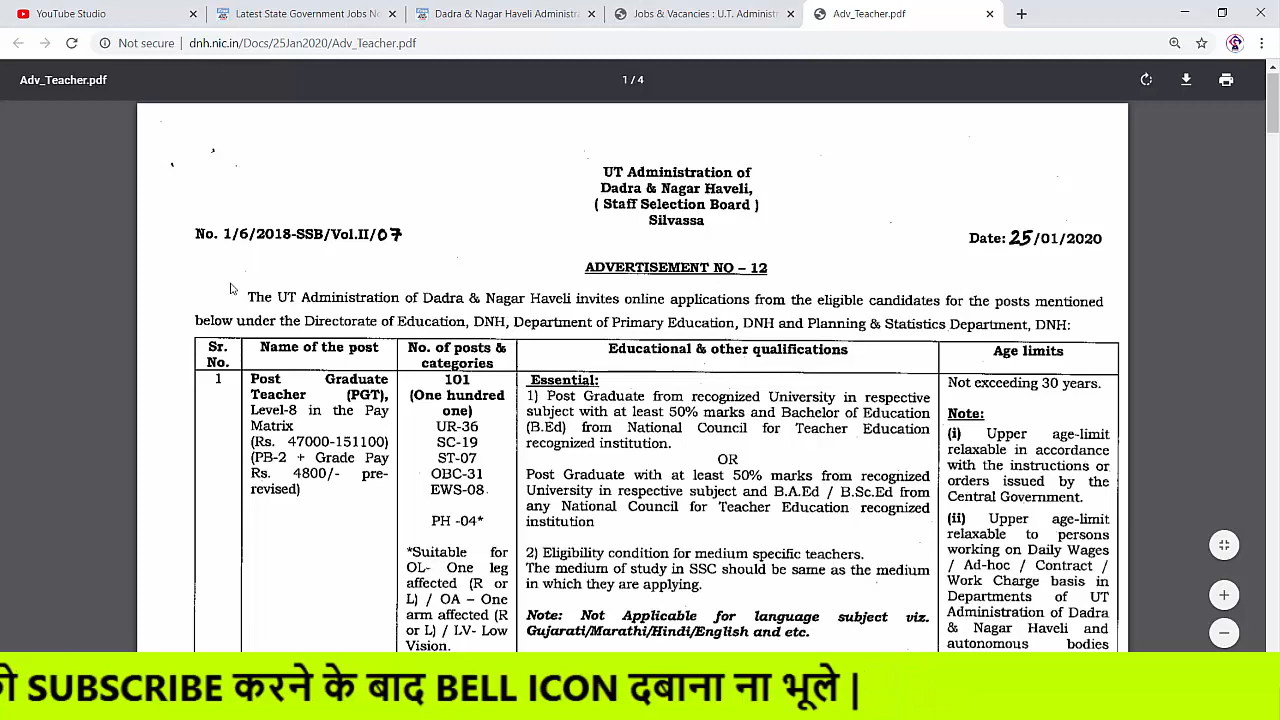 YouTube Studio
Latest State Government Jobs Ne
Dadra & Nagar Haveli Administra
Jobs & Vacancies : U.T. Administr
Adv_Teacher.pdf
Not secure | dnh.nic.in/Docs/25Jan2020/Adv_Teacher.pdf
Adv_Teacher.pdf
1 / 4
UT Administration of
Dadra & Nagar Haveli,
( Staff Selection Board )
Silvassa
No. 1/6/2018-SSB/Vol.II/07
Date: 25/01/2020
ADVERTISEMENT NO – 12
The UT Administration of Dadra & Nagar Haveli invites online applications from the eligible candidates for the posts mentioned
below under the Directorate of Education, DNH, Department of Primary Education, DNH and Planning & Statistics Department, DNH:
Sr.
No.
Name of the post
No. of posts &
categories
Educational & other qualifications
Age limits
1
Post Graduate
Teacher (PGT),
Level-8 in the Pay
Matrix
(Rs. 47000-151100)
(PB-2 + Grade Pay
Rs. 4800/- pre-
revised)
101
(One hundred
one)
UR-36
SC-19
ST-07
OBC-31
EWS-08
PH -04*
*Suitable for
OL- One leg
affected (R or
L) / OA – One
arm affected (R
or L) / LV- Low
Vision.
Essential:
1) Post Graduate from recognized University in respective
subject with at least 50% marks and Bachelor of Education
(B.Ed) from National Council for Teacher Education
recognized institution.
OR
Post Graduate with at least 50% marks from recognized
University in respective subject and B.A.Ed / B.Sc.Ed from
any National Council for Teacher Education recognized
institution
2) Eligibility condition for medium specific teachers.
The medium of study in SSC should be same as the medium
in which they are applying.
Note: Not Applicable for language subject viz.
Gujarati/Marathi/Hindi/English and etc.
Not exceeding 30 years.
Note:
(i) Upper age-limit
relaxable in accordance
with the instructions or
orders issued by the
Central Government.
(ii) Upper age-limit
relaxable to persons
working on Daily Wages
/ Ad-hoc / Contract /
Work Charge basis in
Departments of UT
Administration of Dadra
& Nagar Haveli and
autonomous bodies
SUBSCRIBE करने के बाद BELL ICON दबाना ना भूले |